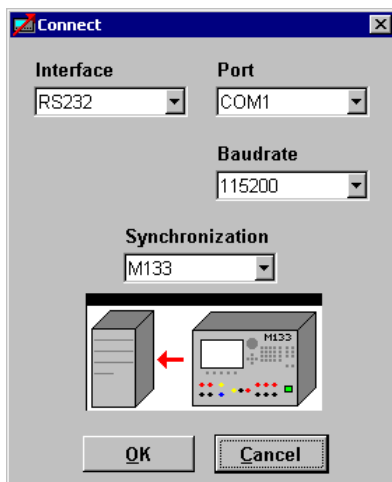 Connect
Interface Port
RS232 COM1
Baudrate
115200
Synchronization
M133
M133
OK Cancel